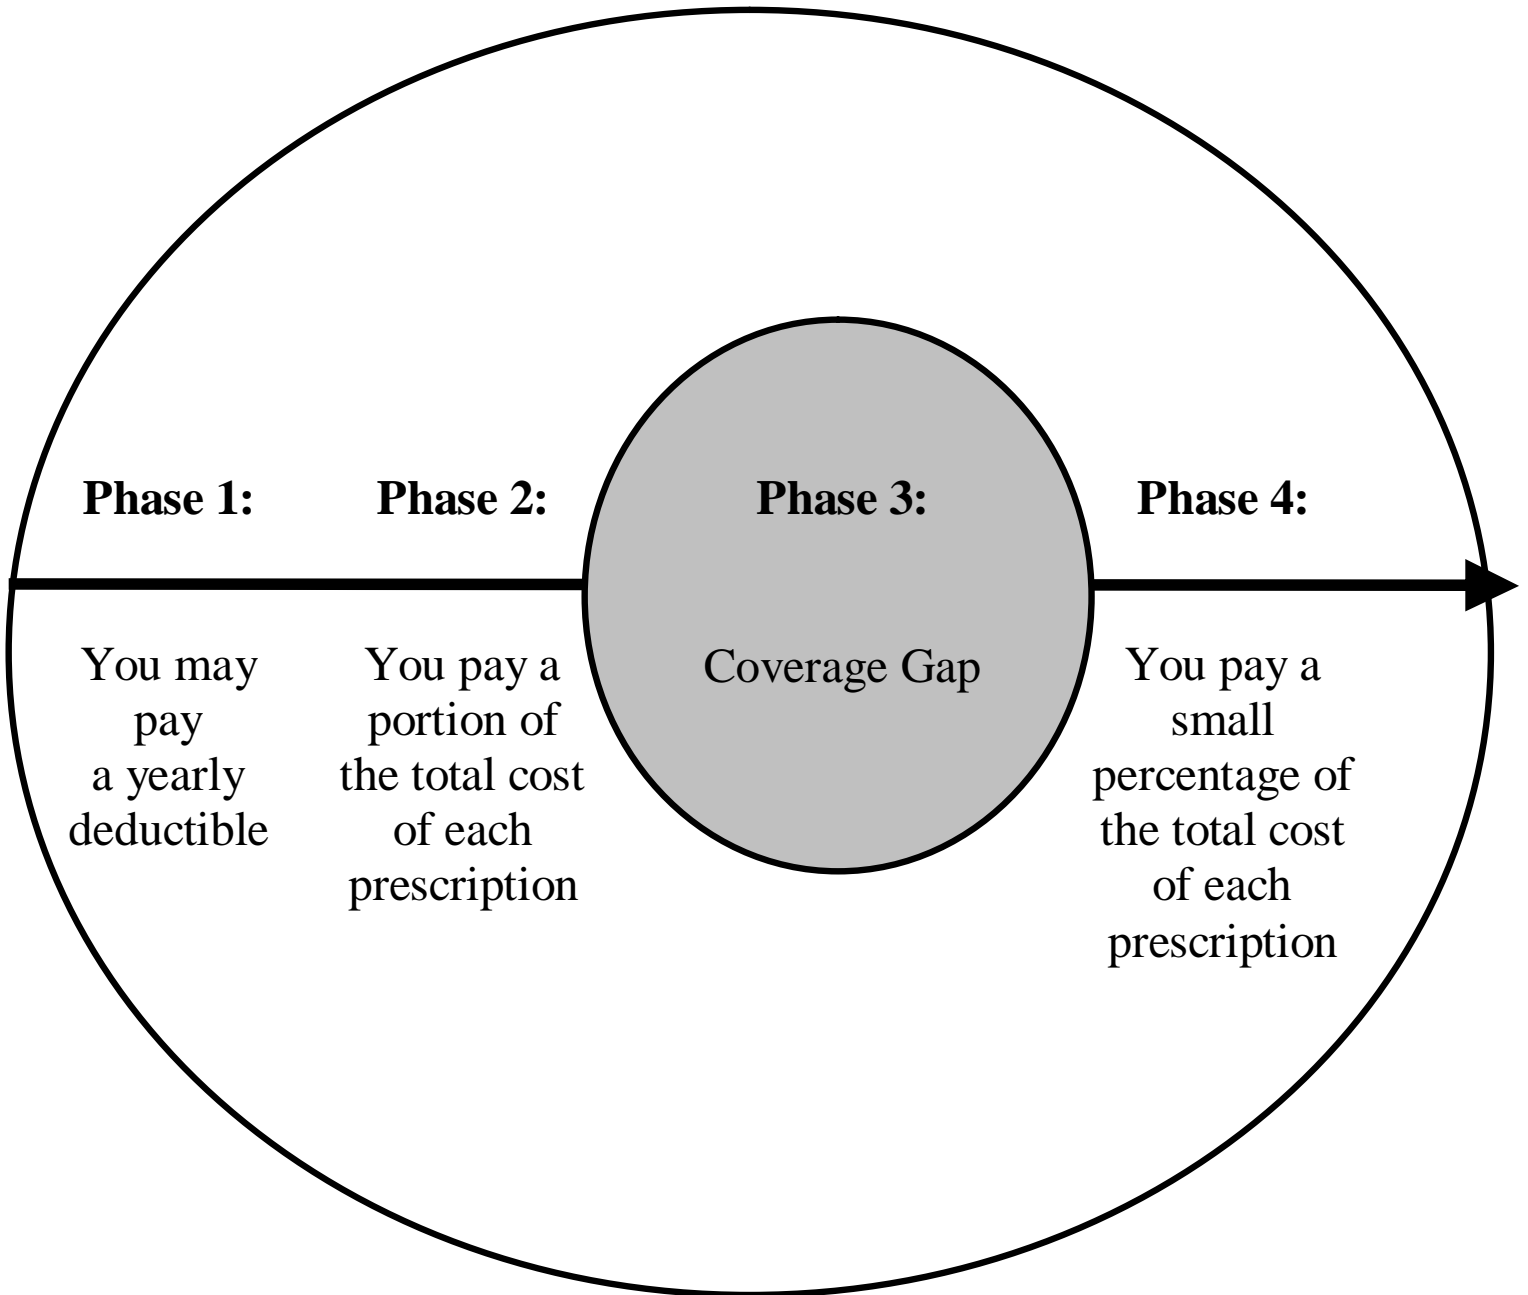 Phase 1:
You may
pay
a yearly
deductible
Phase 2:
You pay a
portion of
the total cost
of each
prescription
Phase 3:
Coverage Gap
Phase 4:
You pay a
small
percentage of
the total cost
of each
prescription